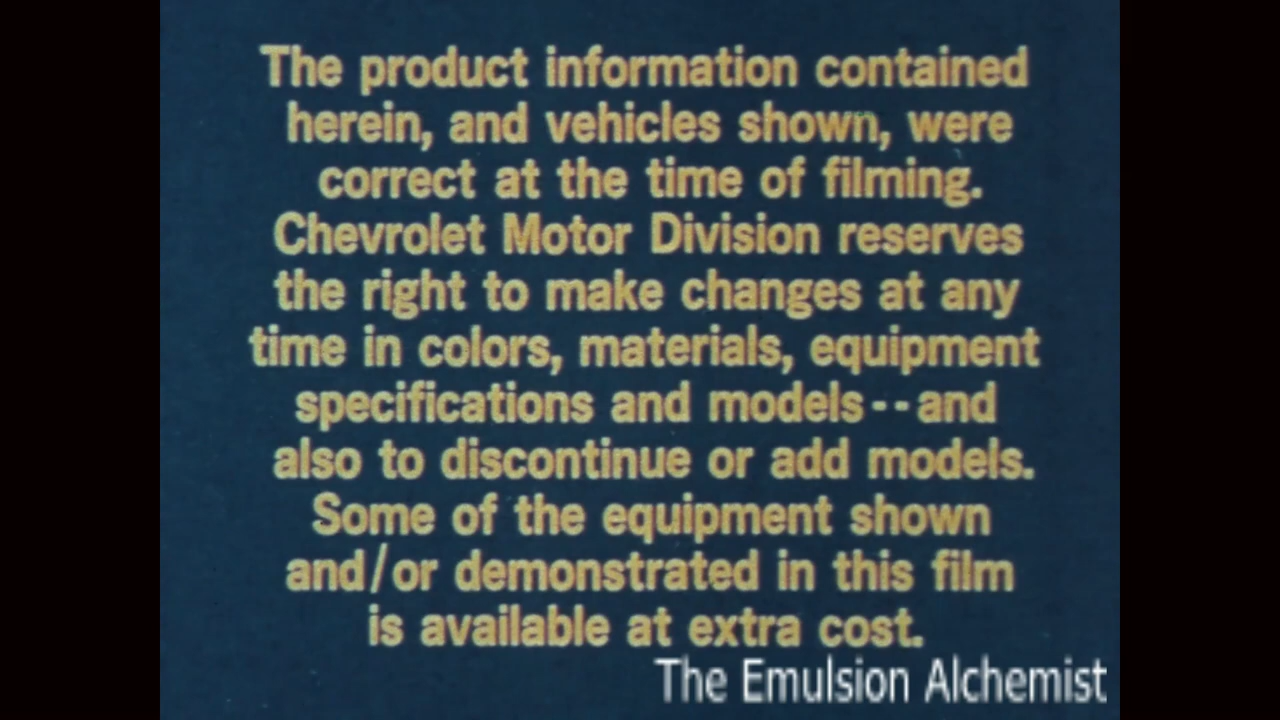 The product information contained
herein, and vehicles shown, were
correct at the time of filming.
Chevrolet Motor Division reserves
the right to make changes at any
time in colors, materials, equipment
specifications and models--and
also to discontinue or add models.
Some of the equipment shown
and/or demonstrated in this film
is available at extra cost.
The Emulsion Alchemist